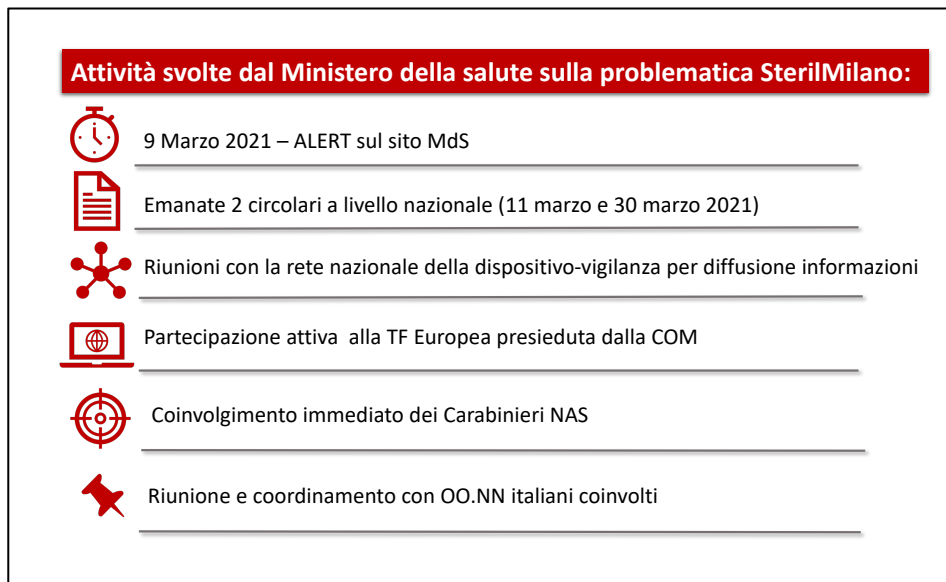 Attività svolte dal Ministero della salute sulla problematica SterilMilano:
9 Marzo 2021 – ALERT sul sito MdS
Emanate 2 circolari a livello nazionale (11 marzo e 30 marzo 2021)
Riunioni con la rete nazionale della dispositivo-vigilanza per diffusione informazioni
Partecipazione attiva  alla TF Europea presieduta dalla COM
Coinvolgimento immediato dei Carabinieri NAS
Riunione e coordinamento con OO.NN italiani coinvolti